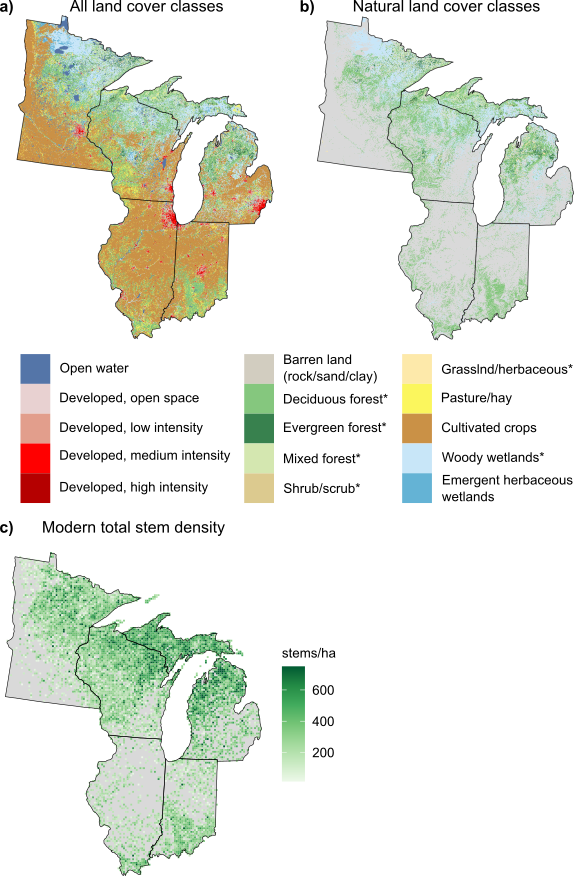 a) All land cover classes
b) Natural land cover classes
Open water
Developed, open space
Developed, low intensity
Developed, medium intensity
Developed, high intensity
Barren land
(rock/sand/clay)
Deciduous forest*
Evergreen forest*
Mixed forest*
Shrub/scrub*
Grasslnd/herbaceous*
Pasture/hay
Cultivated crops
Woody wetlands*
Emergent herbaceous
wetlands
c) Modern total stem density
stems/ha
600
400
200